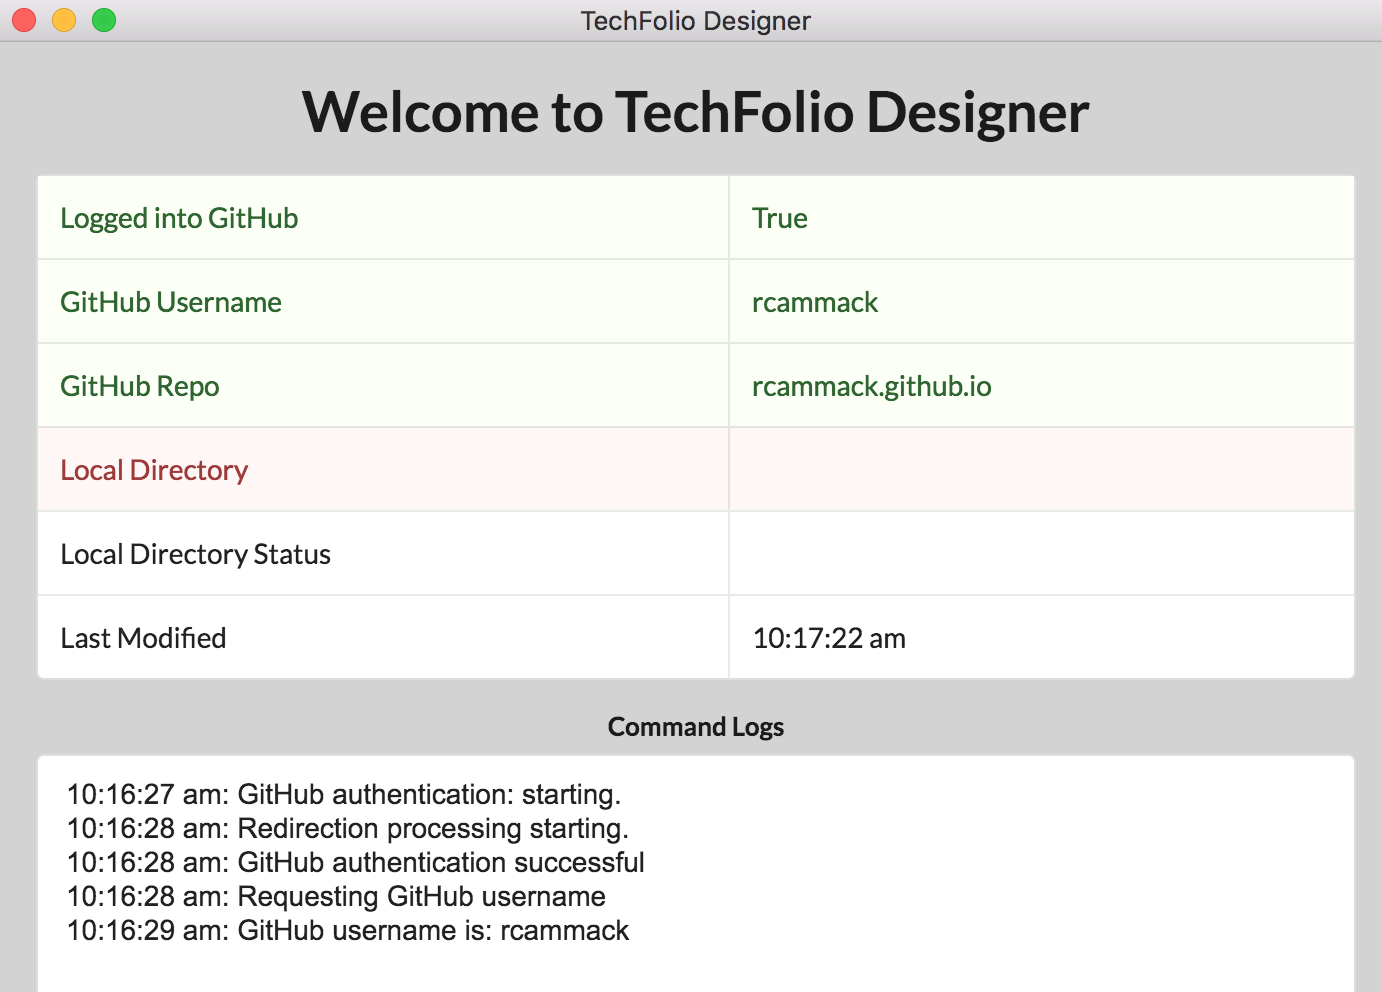 TechFolio Designer
Welcome to TechFolio Designer
Logged into GitHub True
GitHub Username rcammack
GitHub Repo rcammack.github.io
Local Directory
Local Directory Status
Last Modified 10:17:22 am
Command Logs
10:16:27 am: GitHub authentication: starting.
10:16:28 am: Redirection processing starting.
10:16:28 am: GitHub authentication successful
10:16:28 am: Requesting GitHub username
10:16:29 am: GitHub username is: rcammack